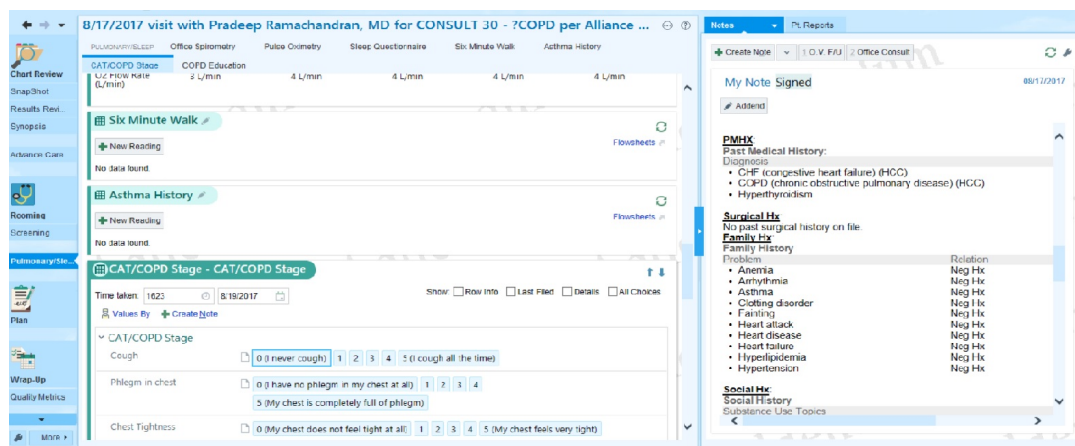 8/17/2017 visit with Pradeep Ramachandran, MD for CONSULT 30 - ?COPD per Alliance ...
PULMONARY/SLEEP Office Spirometry Pulse Oximetry Sleep Questionnaire Six Minute Walk Asthma History
CAT/COPD Stage COPD Education
Chart Review
SnapShot
Results Revi...
Synopsis
Advance Care
Rooming
Screening
Pulmonary/Sle...
Plan
Wrap-Up
Quality Metrics
More
O2 Flow Rate (L/min) 3 L/min 4 L/min 4 L/min 4 L/min 4 L/min
Six Minute Walk
New Reading
Flowsheets
No data found.
Asthma History
New Reading
Flowsheets
No data found.
CAT/COPD Stage - CAT/COPD Stage
Time taken: 1623 8/19/2017 Show: Row Info Last Filed Details All Choices
Values By Create Note
CAT/COPD Stage
Cough 0 (I never cough) 1 2 3 4 5 (I cough all the time)
Phlegm in chest 0 (I have no phlegm in my chest at all) 1 2 3 4
5 (My chest is completely full of phlegm)
Chest Tightness 0 (My chest does not feel tight at all) 1 2 3 4 5 (My chest feels very tight)
Notes Pt. Reports
Create Note 1 O.V. F/U 2 Office Consult
My Note Signed 08/17/2017
Addend
PMHX:
Past Medical History:
Diagnosis
• CHF (congestive heart failure) (HCC)
• COPD (chronic obstructive pulmonary disease) (HCC)
• Hyperthyroidism
Surgical Hx:
No past surgical history on file.
Family Hx:
Family History
Problem Relation
• Anemia Neg Hx
• Arrhythmia Neg Hx
• Asthma Neg Hx
• Clotting disorder Neg Hx
• Fainting Neg Hx
• Heart attack Neg Hx
• Heart disease Neg Hx
• Heart failure Neg Hx
• Hyperlipidemia Neg Hx
• Hypertension Neg Hx
Social Hx:
Social History
Substance Use Topics